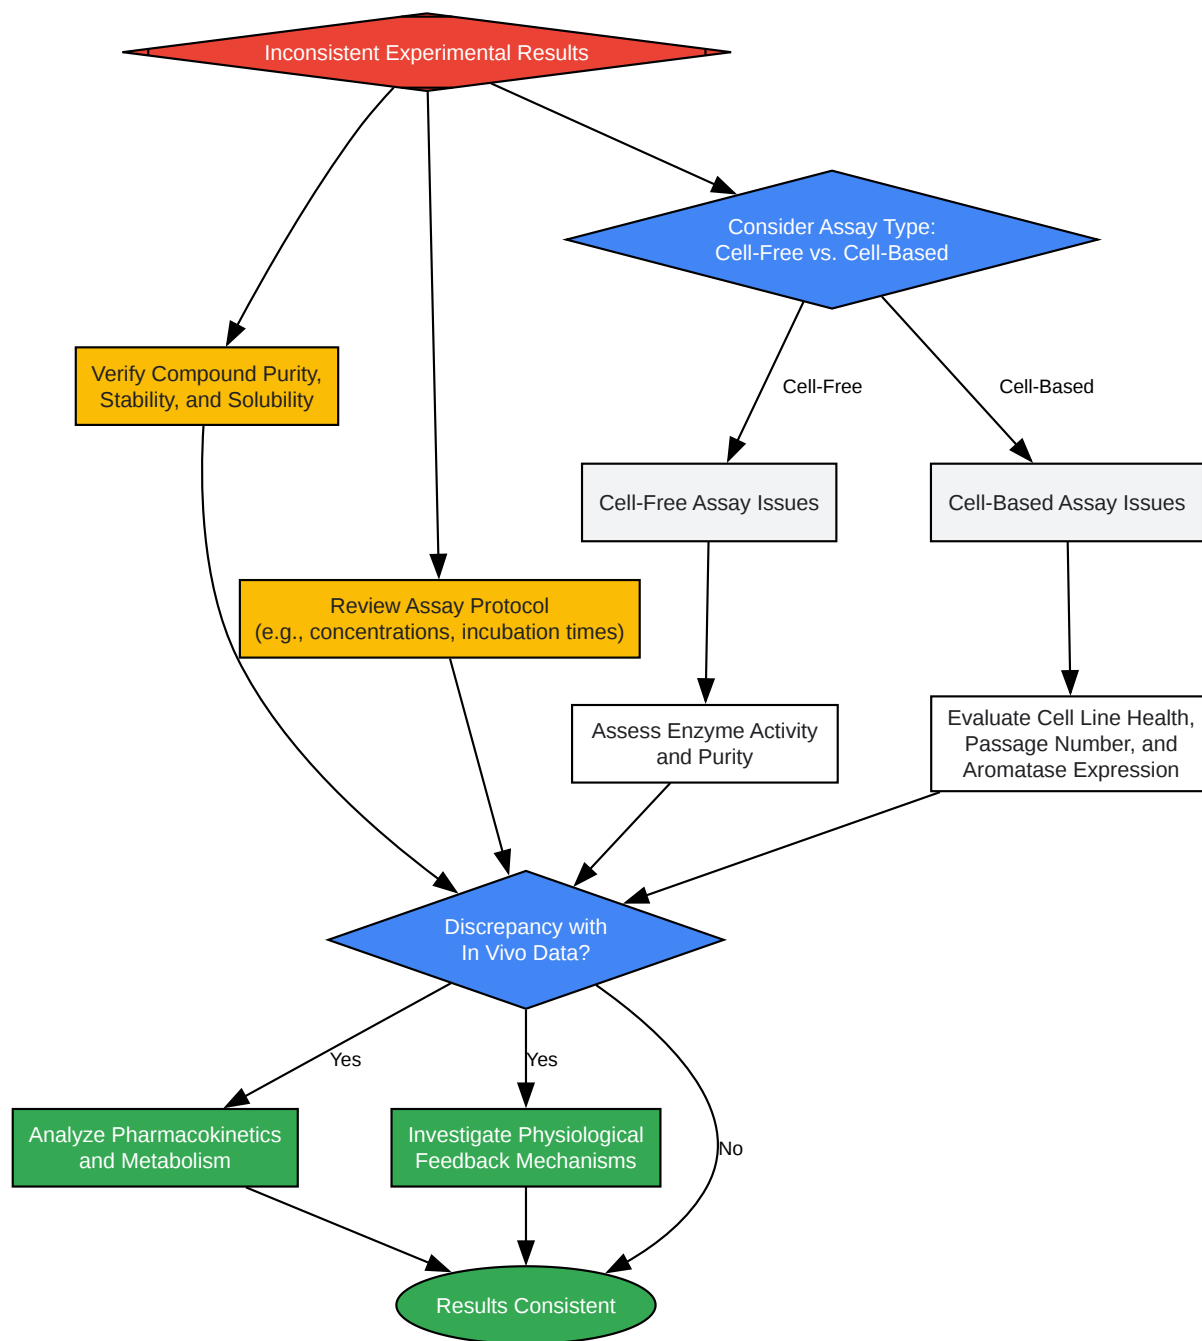 Inconsistent Experimental Results
Consider Assay Type:
Cell-Free vs. Cell-Based
Verify Compound Purity,
Stability, and Solubility
Cell-Free
Cell-Based
Cell-Free Assay Issues
Cell-Based Assay Issues
Review Assay Protocol
(e.g., concentrations, incubation times)
Assess Enzyme Activity
and Purity
Evaluate Cell Line Health,
Passage Number, and
Aromatase Expression
Discrepancy with
In Vivo Data?
Yes
Yes
No
Analyze Pharmacokinetics
and Metabolism
Investigate Physiological
Feedback Mechanisms
Results Consistent